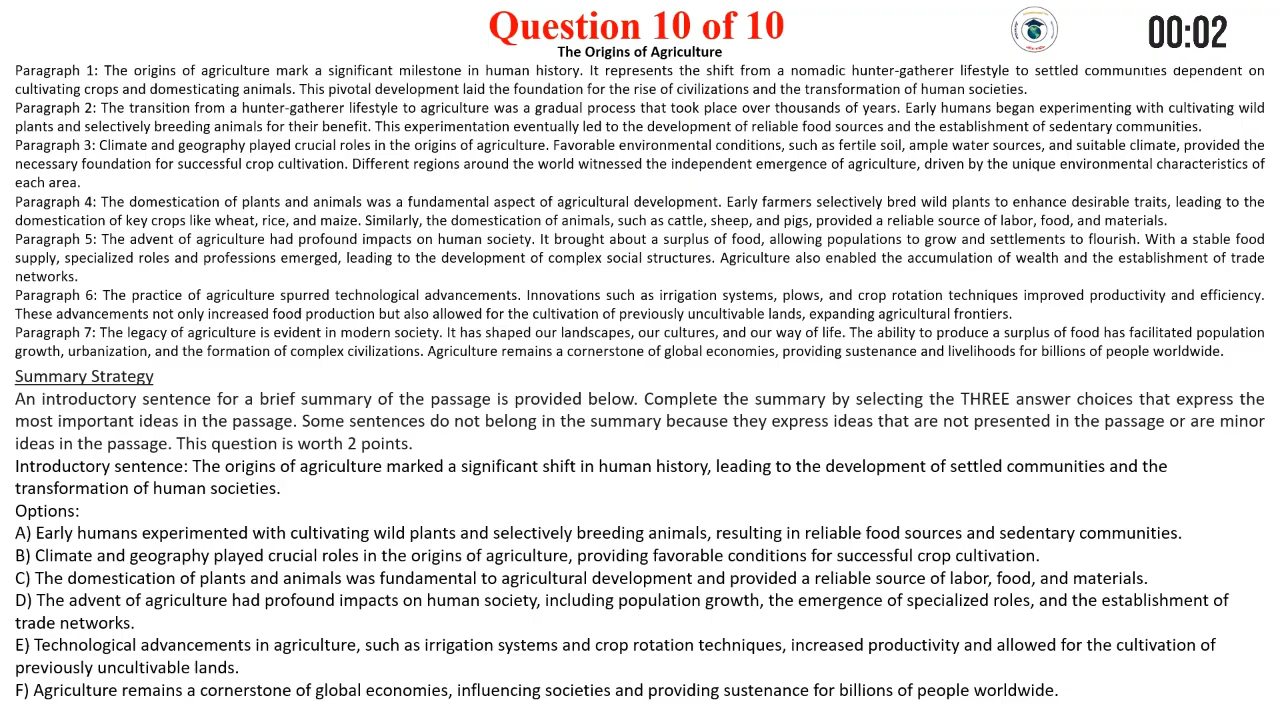 Question 10 of 10
00:02
The Origins of Agriculture
Paragraph 1: The origins of agriculture mark a significant milestone in human history. It represents the shift from a nomadic hunter-gatherer lifestyle to settled communities dependent on
cultivating crops and domesticating animals. This pivotal development laid the foundation for the rise of civilizations and the transformation of human societies.
Paragraph 2: The transition from a hunter-gatherer lifestyle to agriculture was a gradual process that took place over thousands of years. Early humans began experimenting with cultivating wild
plants and selectively breeding animals for their benefit. This experimentation eventually led to the development of reliable food sources and the establishment of sedentary communities.
Paragraph 3: Climate and geography played crucial roles in the origins of agriculture. Favorable environmental conditions, such as fertile soil, ample water sources, and suitable climate, provided the
necessary foundation for successful crop cultivation. Different regions around the world witnessed the independent emergence of agriculture, driven by the unique environmental characteristics of
each area.
Paragraph 4: The domestication of plants and animals was a fundamental aspect of agricultural development. Early farmers selectively bred wild plants to enhance desirable traits, leading to the
domestication of key crops like wheat, rice, and maize. Similarly, the domestication of animals, such as cattle, sheep, and pigs, provided a reliable source of labor, food, and materials.
Paragraph 5: The advent of agriculture had profound impacts on human society. It brought about a surplus of food, allowing populations to grow and settlements to flourish. With a stable food
supply, specialized roles and professions emerged, leading to the development of complex social structures. Agriculture also enabled the accumulation of wealth and the establishment of trade
networks.
Paragraph 6: The practice of agriculture spurred technological advancements. Innovations such as irrigation systems, plows, and crop rotation techniques improved productivity and efficiency.
These advancements not only increased food production but also allowed for the cultivation of previously uncultivable lands, expanding agricultural frontiers.
Paragraph 7: The legacy of agriculture is evident in modern society. It has shaped our landscapes, our cultures, and our way of life. The ability to produce a surplus of food has facilitated population
growth, urbanization, and the formation of complex civilizations. Agriculture remains a cornerstone of global economies, providing sustenance and livelihoods for billions of people worldwide.
Summary Strategy
An introductory sentence for a brief summary of the passage is provided below. Complete the summary by selecting the THREE answer choices that express the
most important ideas in the passage. Some sentences do not belong in the summary because they express ideas that are not presented in the passage or are minor
ideas in the passage. This question is worth 2 points.
Introductory sentence: The origins of agriculture marked a significant shift in human history, leading to the development of settled communities and the
transformation of human societies.
Options:
A) Early humans experimented with cultivating wild plants and selectively breeding animals, resulting in reliable food sources and sedentary communities.
B) Climate and geography played crucial roles in the origins of agriculture, providing favorable conditions for successful crop cultivation.
C) The domestication of plants and animals was fundamental to agricultural development and provided a reliable source of labor, food, and materials.
D) The advent of agriculture had profound impacts on human society, including population growth, the emergence of specialized roles, and the establishment of
trade networks.
E) Technological advancements in agriculture, such as irrigation systems and crop rotation techniques, increased productivity and allowed for the cultivation of
previously uncultivable lands.
F) Agriculture remains a cornerstone of global economies, influencing societies and providing sustenance for billions of people worldwide.